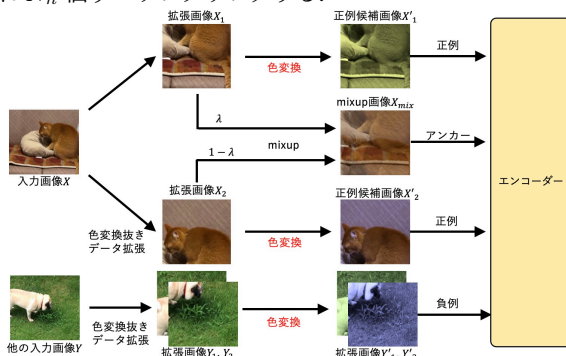 拡張画像X₁
正例候補画像X'₁
色変換
正例
λ
mixup画像Xmix
mixup
アンカー
1 − λ
エンコーダー
入力画像X
拡張画像X₂
正例候補画像X'₂
色変換抜き
データ拡張
色変換
正例
色変換抜き
データ拡張
色変換
負例
他の入力画像Y